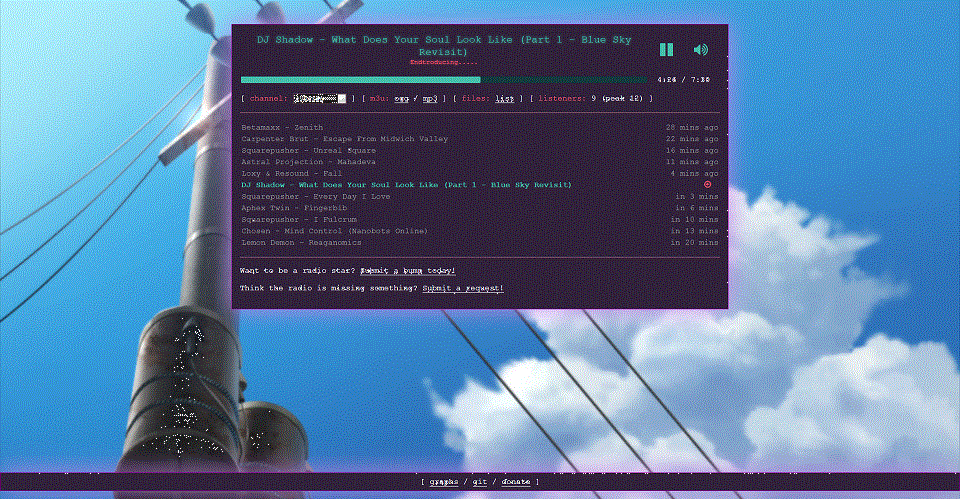 DJ Shadow - What Does Your Soul Look Like (Part 1 - Blue Sky
Revisit)
Endtroducing.....
[ channel: ] [ m3u: ogg / mp3 ] [ files: list ] [ listeners: 9 (peak 12) ]
Betamaxx - Zenith 28 mins ago
Carpenter Brut - Escape From Midwich Valley 22 mins ago
Squarepusher - Unreal Square 16 mins ago
Astral Projection - Mahadeva 11 mins ago
Loxy & Resound - Fall 4 mins ago
DJ Shadow - What Does Your Soul Look Like (Part 1 - Blue Sky Revisit)
Squarepusher - Every Day I Love in 3 mins
Aphex Twin - Fingerbib in 6 mins
Squarepusher - I Fulcrum in 10 mins
Chosen - Mind Control (Nanobots Online) in 13 mins
Lemon Demon - Reaganomics in 20 mins
Want to be a radio star? Submit a bump today!
Think the radio is missing something? Submit a request!
[ graphs / git / donate ]